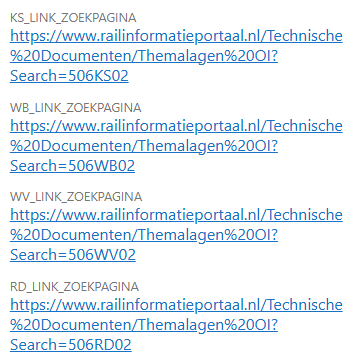 KS_LINK_ZOEKPAGINA
https://www.railinformatieportaal.nl/Technische
%20Documenten/Themalagen%20OI?
Search=506KS02
WB_LINK_ZOEKPAGINA
https://www.railinformatieportaal.nl/Technische
%20Documenten/Themalagen%20OI?
Search=506WB02
WV_LINK_ZOEKPAGINA
https://www.railinformatieportaal.nl/Technische
%20Documenten/Themalagen%20OI?
Search=506WV02
RD_LINK_ZOEKPAGINA
https://www.railinformatieportaal.nl/Technische
%20Documenten/Themalagen%20OI?
Search=506RD02